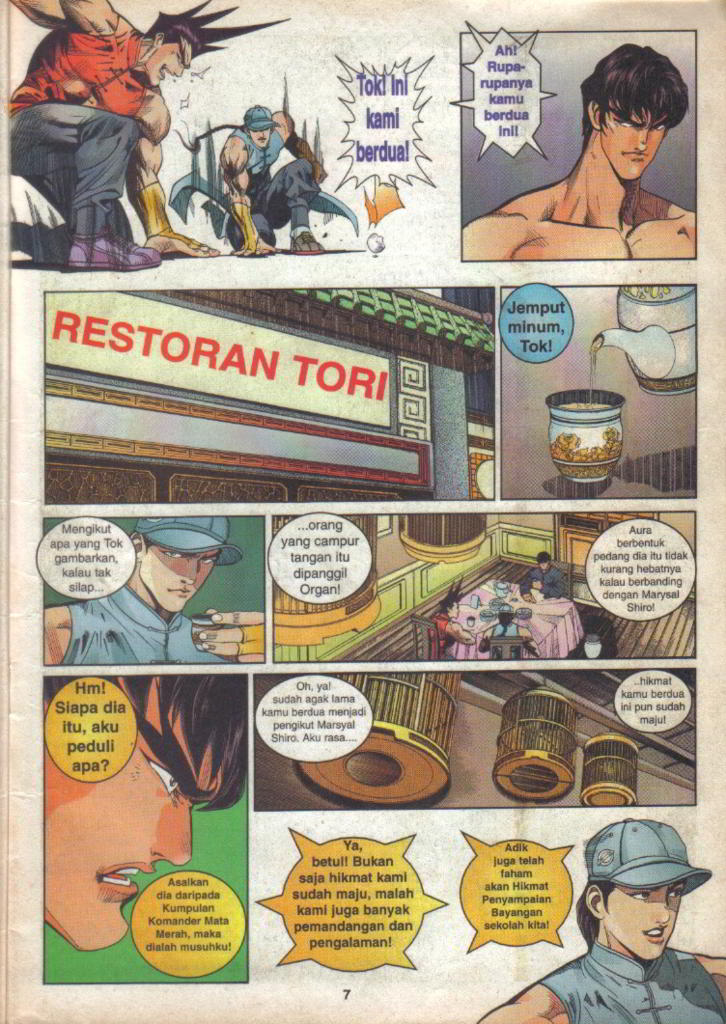 Tok! Ini
kami
berdua!
Ah!
Rupa-
rupanya
kamu
berdua
ini!
RESTORAN TORI
Jemput
minum,
Tok!
Mengikut
apa yang Tok
gambarkan,
kalau tak
silap...
...orang
yang campur
tangan itu
dipanggil
Organ!
Aura
berbentuk
pedang dia itu tidak
kurang hebatnya
kalau berbanding
dengan Marysal
Shiro!
Hm!
Siapa dia
itu, aku
peduli
apa?
Asalkan
dia daripada
Kumpulan
Komander Mata
Merah, maka
dialah musuhku!
Oh, ya!
sudah agak lama
kamu berdua menjadi
pengikut Marsyal
Shiro. Aku rasa....
..hikmat
kamu berdua
ini pun sudah
maju!
Ya,
betul! Bukan
saja hikmat kami
sudah maju, malah
kami juga banyak
pemandangan dan
pengalaman!
Adik
juga telah
faham
akan Hikmat
Penyampaian
Bayangan
sekolah kita!
7